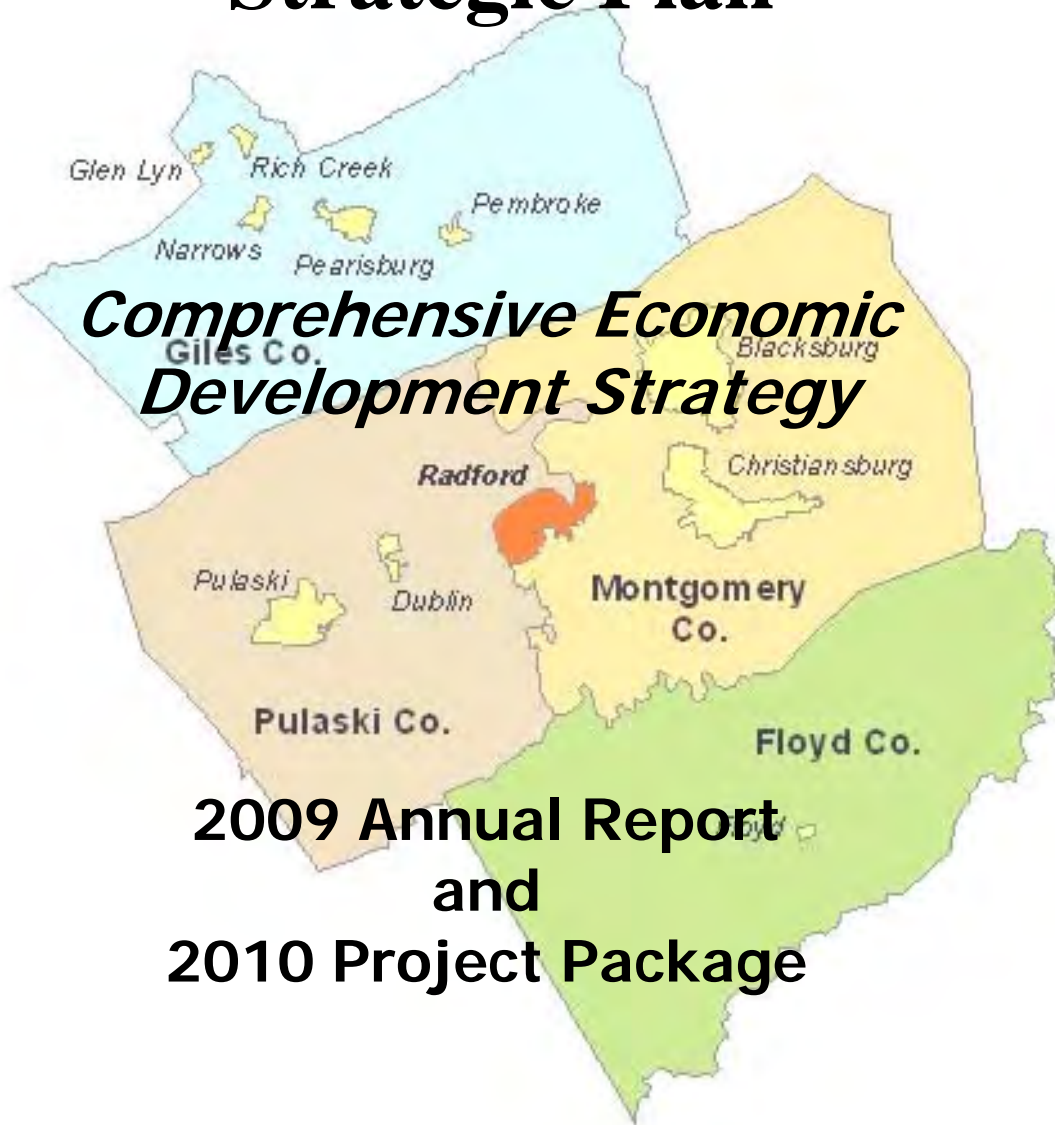 Strategic Plan
Glen Lyn
Rich Creek
Pembroke
Narrows
Pearisburg
Comprehensive Economic
Giles Co.
Blacksburg
Development Strategy
Radford
Christiansburg
Pulaski
Dublin
Montgomery
Co.
Pulaski Co.
Floyd Co.
2009 Annual Report
Floyd
and
2010 Project Package